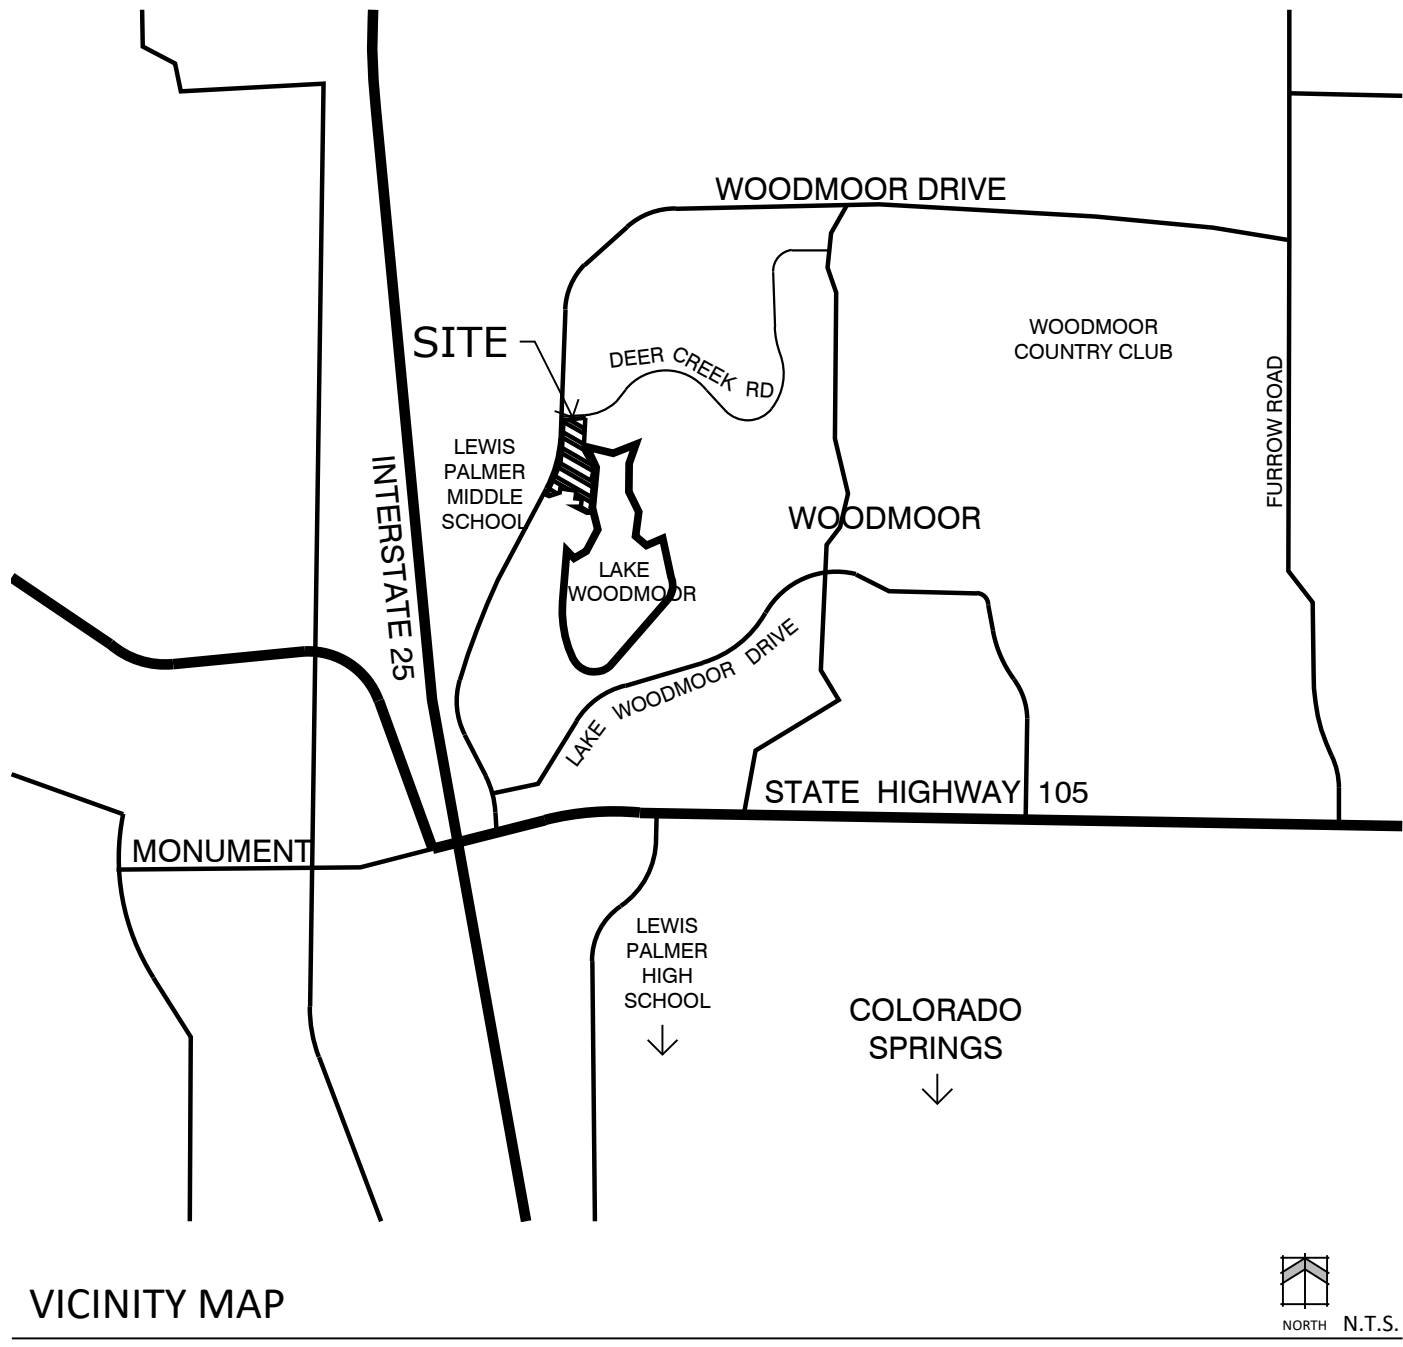 WOODMOOR DRIVE
WOODMOOR
COUNTRY CLUB
SITE
DEER CREEK RD
FURROW ROAD
LEWIS
PALMER
MIDDLE
SCHOOL
INTERSTATE 25
WOODMOOR
LAKE
WOODMOOR
LAKE WOODMOOR DRIVE
STATE HIGHWAY 105
MONUMENT
LEWIS
PALMER
HIGH
SCHOOL
COLORADO
SPRINGS
VICINITY MAP
NORTH
N.T.S.